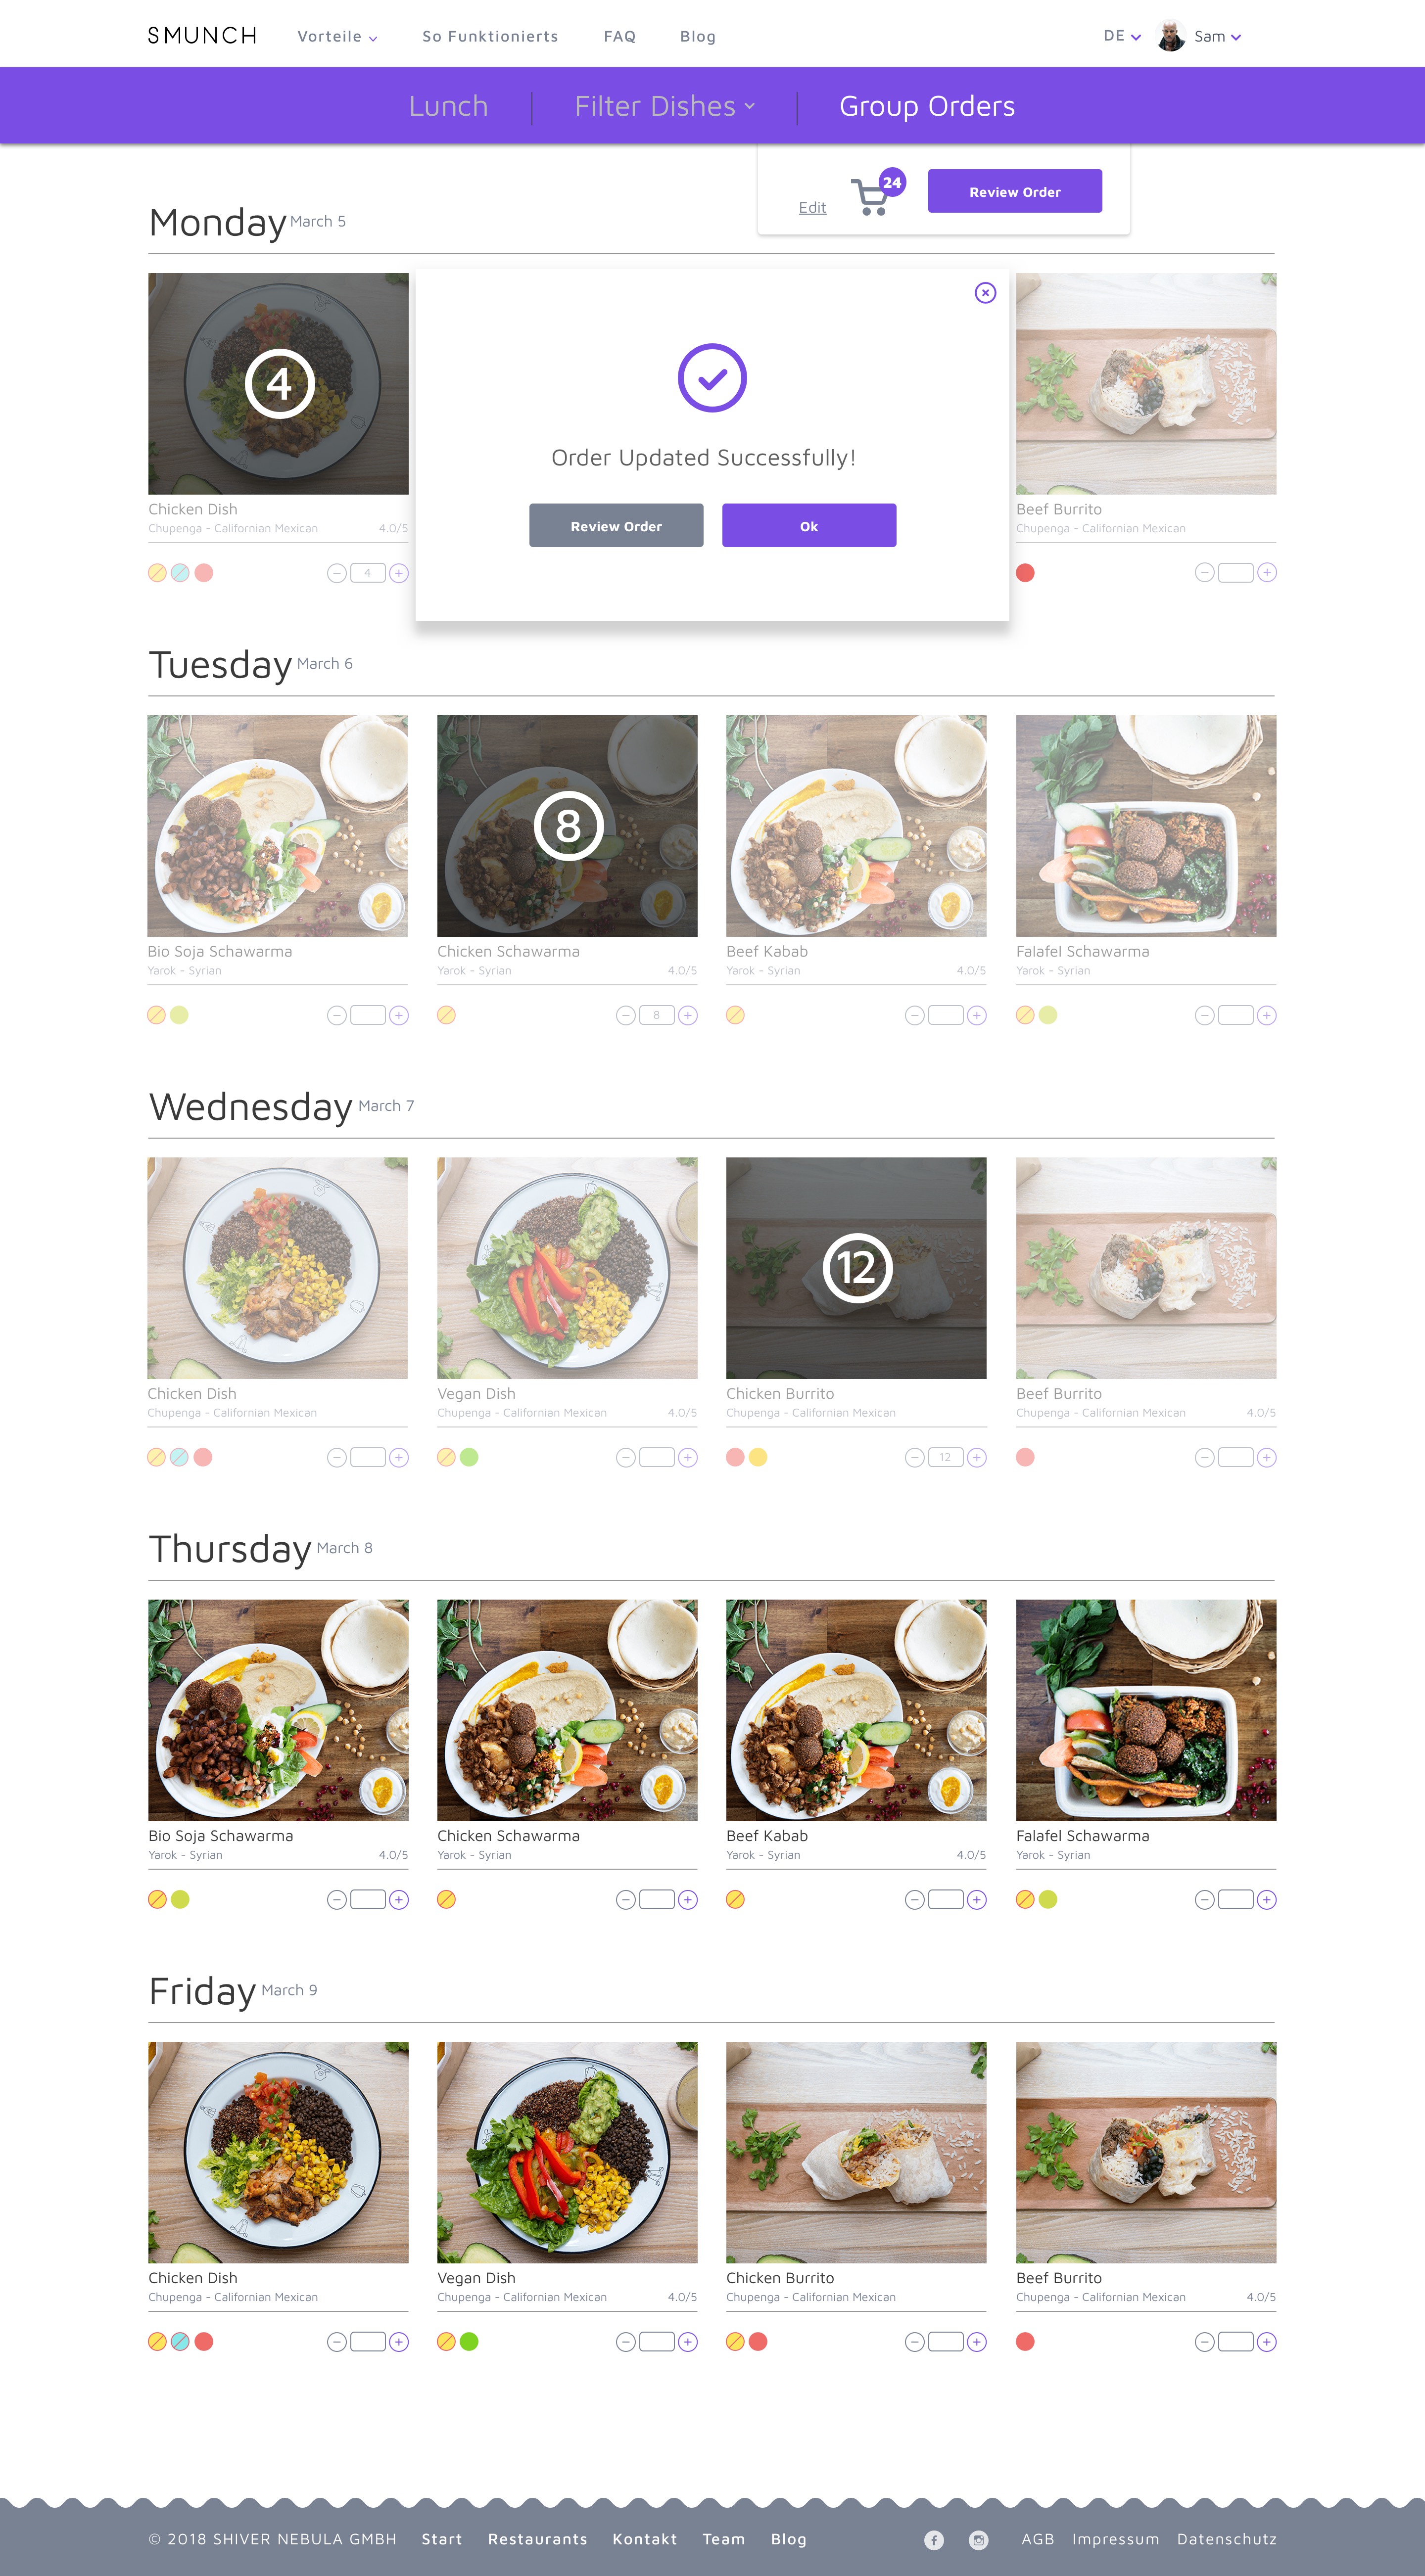 SMUNCH Vorteile So Funktionierts FAQ Blog DE Sam
Lunch Filter Dishes Group Orders
Edit 24 Review Order
Monday March 5
4
Order Updated Successfully!
Review Order Ok
Chicken Dish Beef Burrito
Chupenga - Californian Mexican 4.0/5 Chupenga - Californian Mexican
4
Tuesday March 6
8
Bio Soja Schawarma Chicken Schawarma Beef Kabab Falafel Schawarma
Yarok - Syrian Yarok - Syrian 4.0/5 Yarok - Syrian 4.0/5 Yarok - Syrian
8
Wednesday March 7
12
Chicken Dish Vegan Dish Chicken Burrito Beef Burrito
Chupenga - Californian Mexican Chupenga - Californian Mexican 4.0/5 Chupenga - Californian Mexican Chupenga - Californian Mexican 4.0/5
12
Thursday March 8
Bio Soja Schawarma Chicken Schawarma Beef Kabab Falafel Schawarma
Yarok - Syrian 4.0/5 Yarok - Syrian Yarok - Syrian 4.0/5 Yarok - Syrian
Friday March 9
Chicken Dish Vegan Dish Chicken Burrito Beef Burrito
Chupenga - Californian Mexican Chupenga - Californian Mexican 4.0/5 Chupenga - Californian Mexican Chupenga - Californian Mexican 4.0/5
© 2018 SHIVER NEBULA GMBH Start Restaurants Kontakt Team Blog AGB Impressum Datenschutz